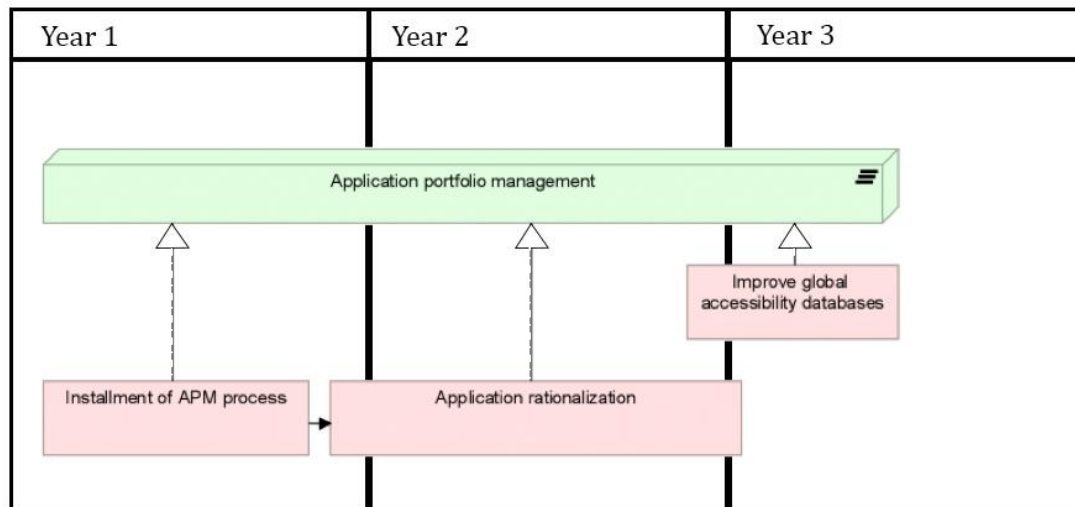 Year 1
Year 2
Year 3
Application portfolio management
Improve global
accessibility databases
Installment of APM process
Application rationalization